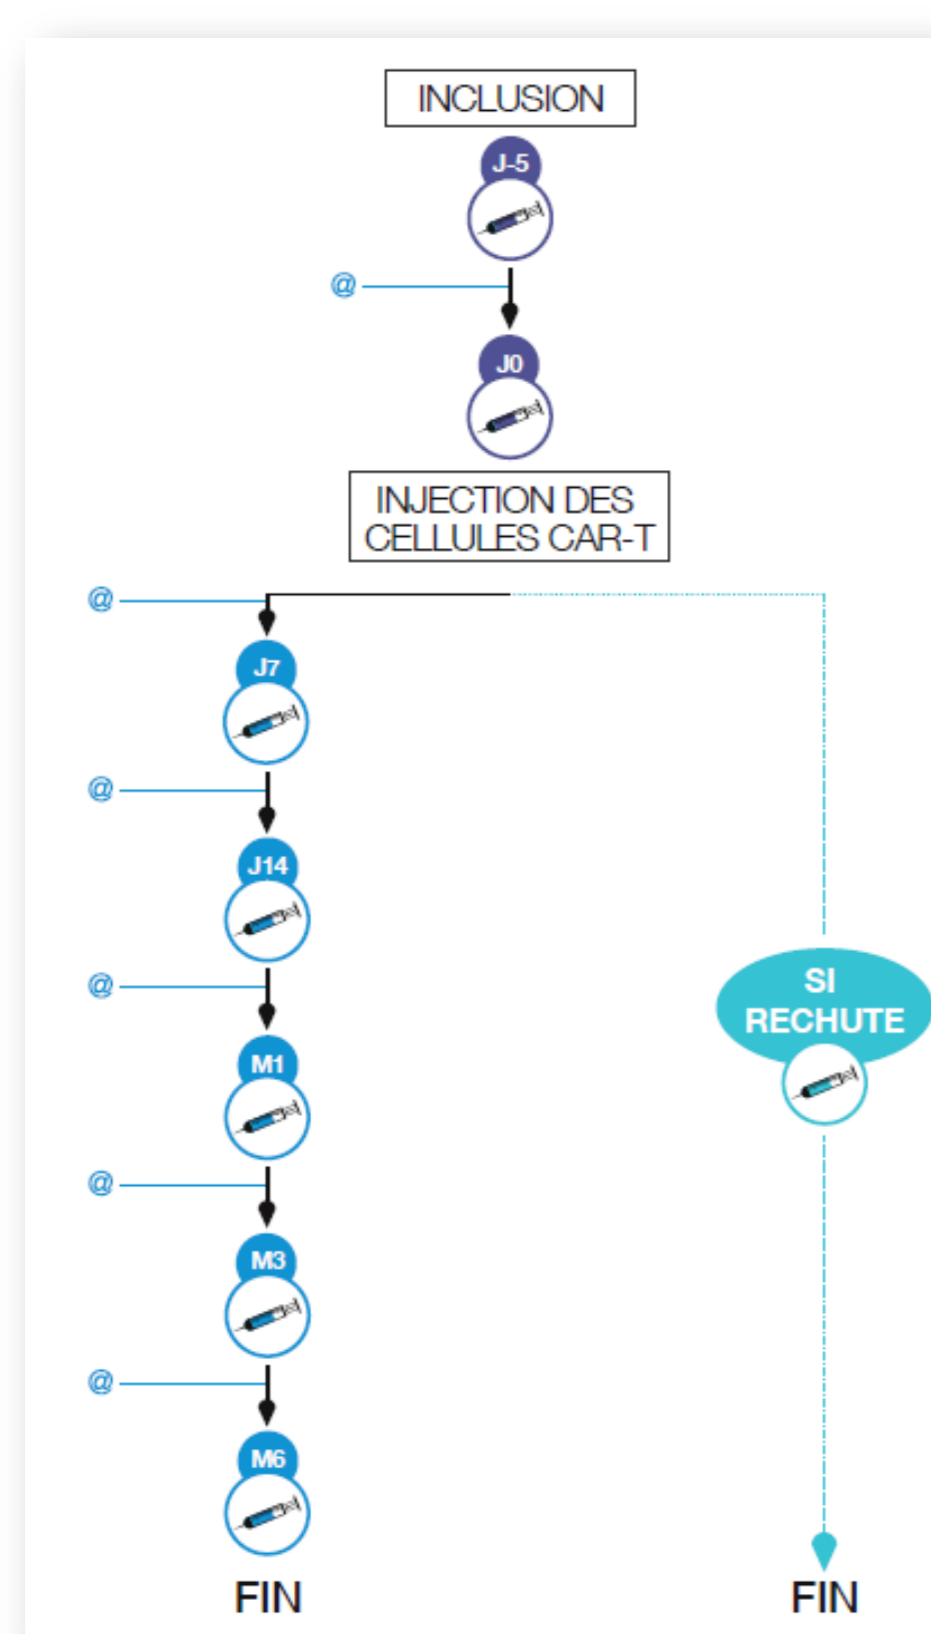 INCLUSION
J-5
@
J0
INJECTION DES
CELLULES CAR-T
@
J7
@
J14
@
M1
@
M3
@
M6
FIN
SI
RECHUTE
FIN